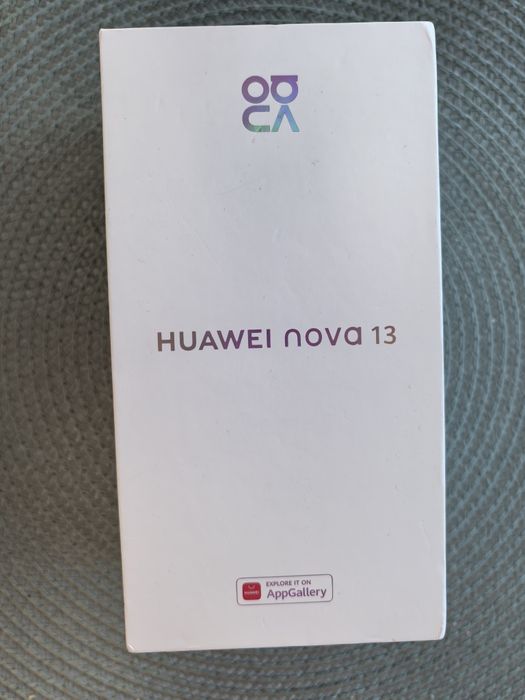 HUAWEI nova 13
EXPLORE IT ON
HUAWEI
AppGallery